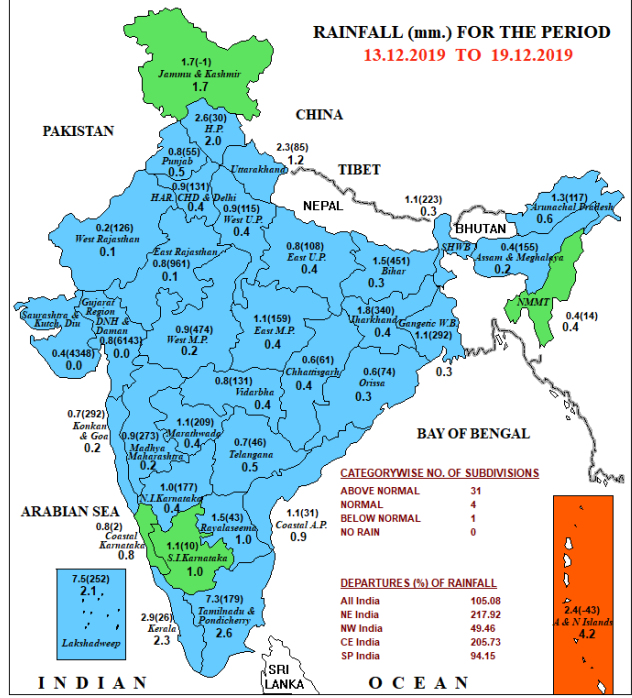 RAINFALL (mm.) FOR THE PERIOD
13.12.2019 TO 19.12.2019
1.7(-1)
Jammu & Kashmir
1.7
CHINA
2.6(30)
H.P.
2.0
PAKISTAN
0.8(55)
Punjab
0.5
2.3(85)
1.2
Uttarakhand
TIBET
0.9(131)
HAR. CHD & Delhi
0.4
0.9(115)
West U.P.
0.4
NEPAL
1.1(223)
0.3
1.3(117)
Arunachal Pradesh
0.6
BHUTAN
0.2(126)
West Rajasthan
0.1
East Rajasthan
0.8(961)
0.1
0.8(108)
East U.P.
0.4
1.5(451)
Bihar
0.3
SHWB
0.4(155)
Assam & Meghalaya
0.2
NMMT
0.4(14)
0.4
Saurashtra &
Kutch, Diu
0.4(4348)
0.0
Gujarat
Region
DNH &
Daman
0.8(6143)
0.0
0.9(474)
West M.P.
0.2
1.1(159)
East M.P.
0.4
1.8(340)
Jharkhand
0.4
Gangetic W.B.
1.1(292)
0.3
0.6(61)
Chhattisgarh
0.4
0.6(74)
Orissa
0.3
0.8(131)
Vidarbha
0.4
0.7(292)
Konkan
& Goa
0.2
0.9(273)
Madhya
Maharashtra
0.2
1.1(209)
Marathwada
0.4
0.7(46)
Telangana
0.5
BAY OF BENGAL
1.0(177)
N.I.Karnataka
0.4
ARABIAN SEA
0.8(2)
Coastal
Karnataka
0.8
1.5(43)
Rayalaseema
1.0
1.1(31)
Coastal A.P.
0.9
1.1(10)
S.I.Karnataka
1.0
CATEGORYWISE NO. OF SUBDIVISIONS
ABOVE NORMAL 31
NORMAL 4
BELOW NORMAL 1
NO RAIN 0
DEPARTURES (%) OF RAINFALL
All India 105.08
NE India 217.92
NW India 49.46
CE India 205.73
SP India 94.15
7.5(252)
2.1
Lakshadweep
2.9(26)
Kerala
2.3
7.3(179)
Tamilnadu &
Pondicherry
2.6
2.4(-43)
A & N Islands
4.2
SRI
LANKA
INDIAN OCEAN